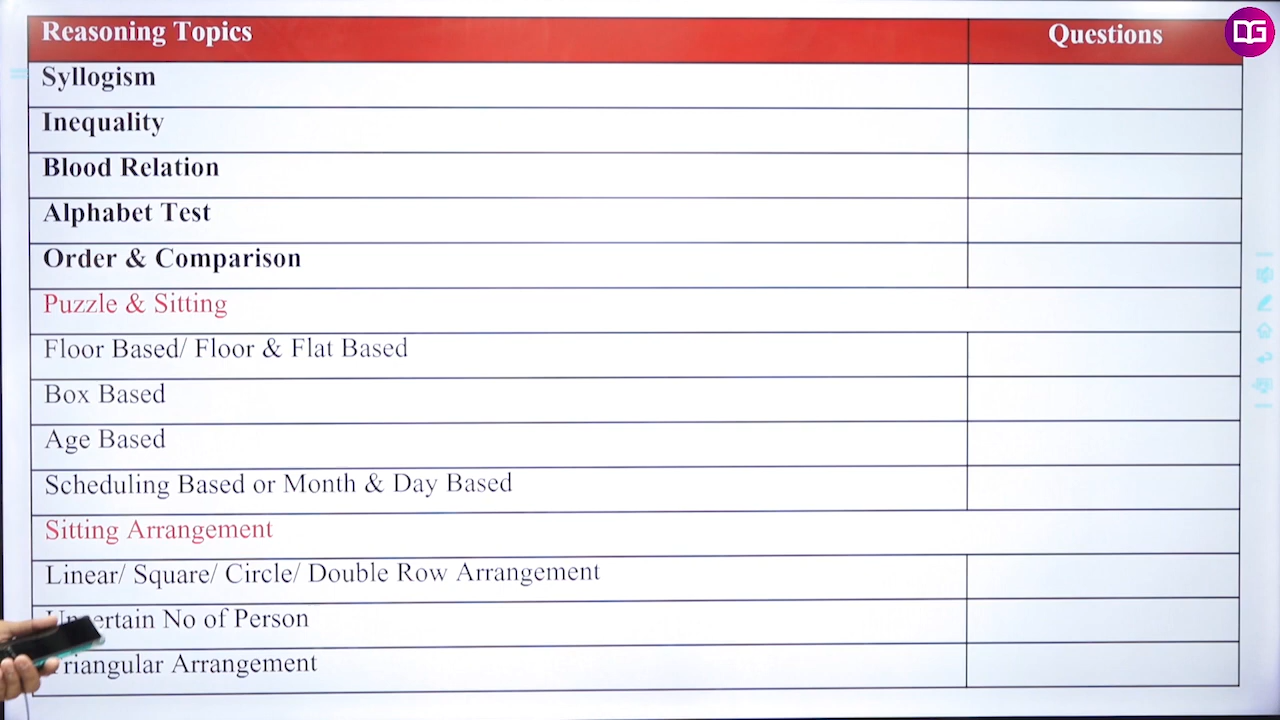 Reasoning Topics Questions
Syllogism
Inequality
Blood Relation
Alphabet Test
Order & Comparison
Puzzle & Sitting
Floor Based/ Floor & Flat Based
Box Based
Age Based
Scheduling Based or Month & Day Based
Sitting Arrangement
Linear/ Square/ Circle/ Double Row Arrangement
Uncertain No of Person
Triangular Arrangement